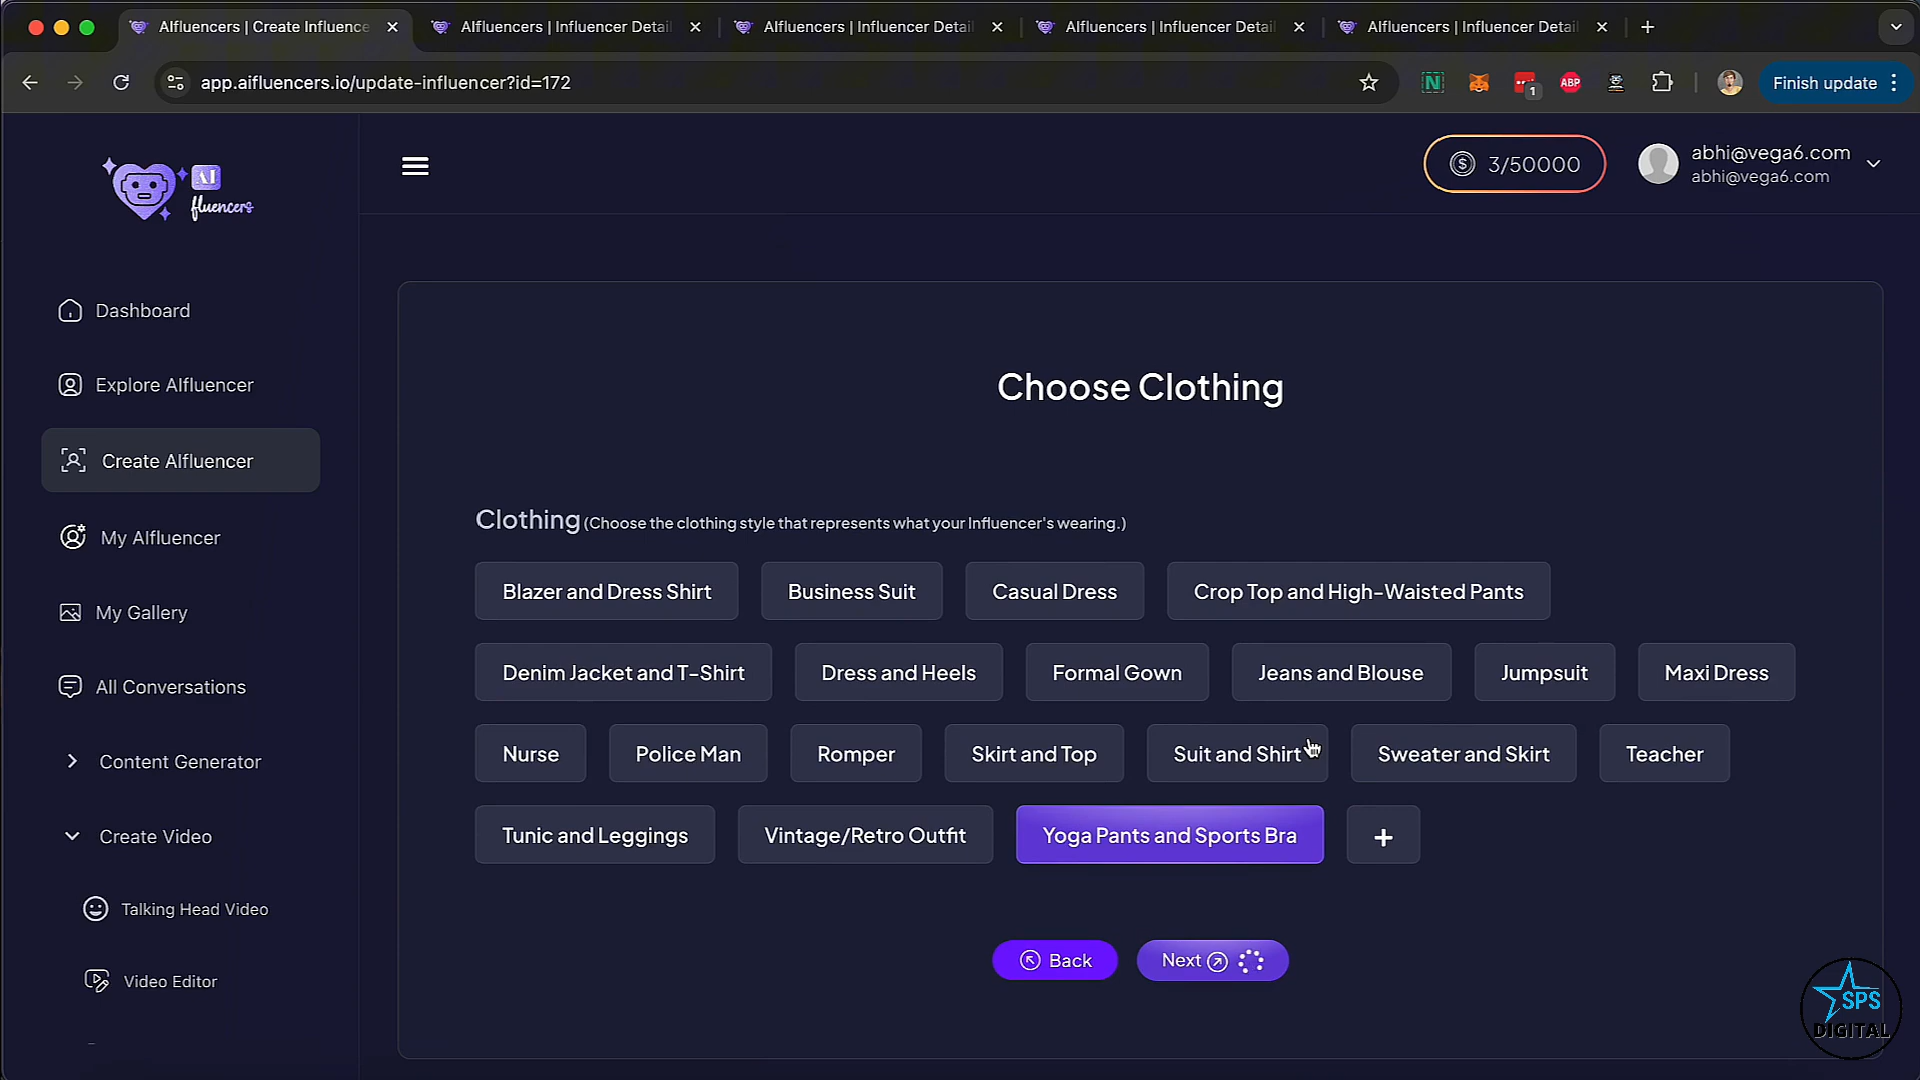 AIfluencers | Create Influence
AIfluencers | Influencer Detail
AIfluencers | Influencer Detail
AIfluencers | Influencer Detail
AIfluencers | Influencer Detail
app.aifluencers.io/update-influencer?id=172
N
1
ABP
Finish update
AI
fluencers
3/50000
abhi@vega6.com
abhi@vega6.com
Dashboard
Explore AIfluencer
Create AIfluencer
My AIfluencer
My Gallery
All Conversations
Content Generator
Create Video
Talking Head Video
Video Editor
Choose Clothing
Clothing (Choose the clothing style that represents what your Influencer's wearing.)
Blazer and Dress Shirt
Business Suit
Casual Dress
Crop Top and High-Waisted Pants
Denim Jacket and T-Shirt
Dress and Heels
Formal Gown
Jeans and Blouse
Jumpsuit
Maxi Dress
Nurse
Police Man
Romper
Skirt and Top
Suit and Shirt
Sweater and Skirt
Teacher
Tunic and Leggings
Vintage/Retro Outfit
Yoga Pants and Sports Bra
+
Back
Next
SPS
DIGITAL